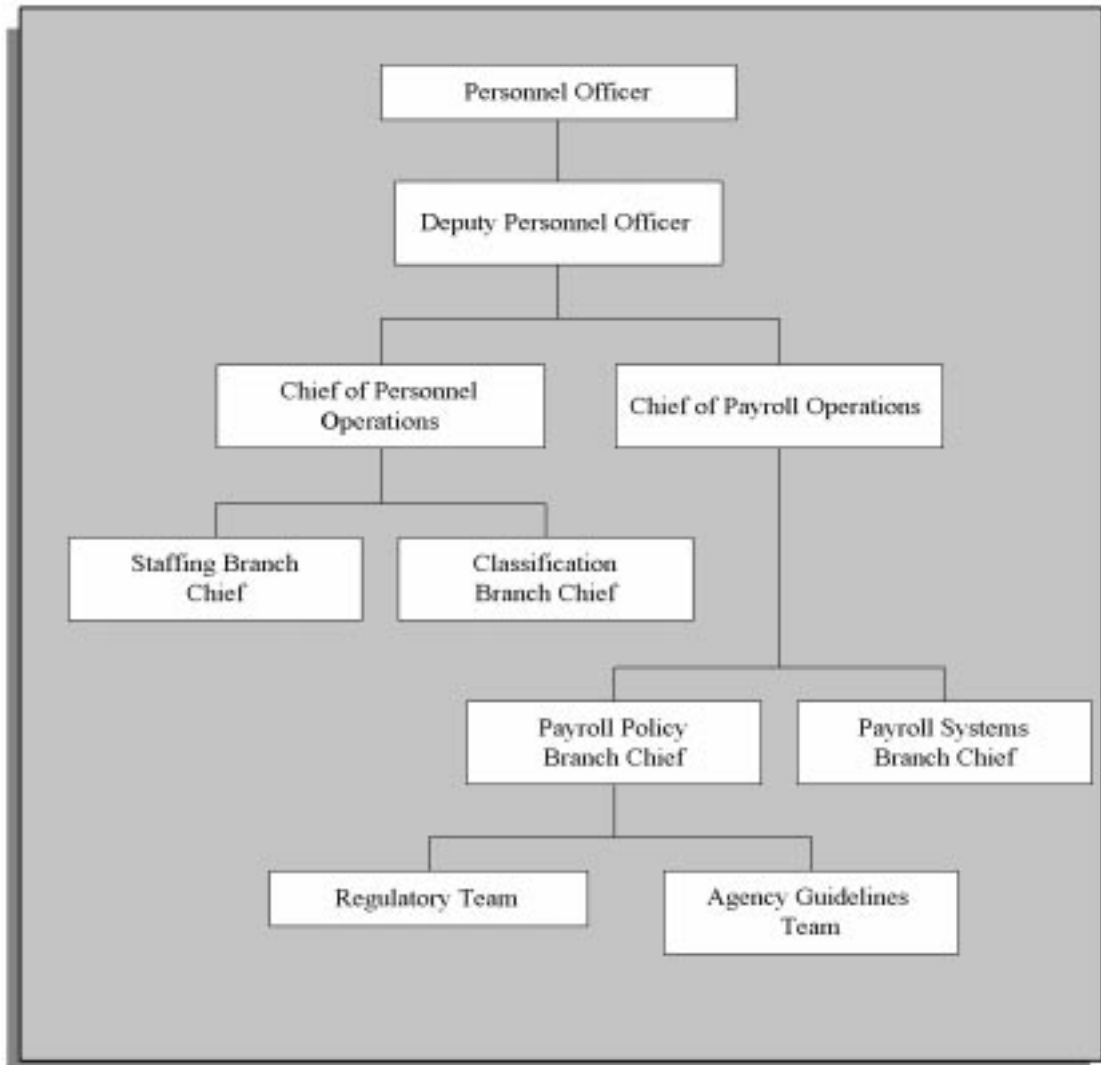 Personnel Officer
Deputy Personnel Officer
Chief of Personnel
Operations
Chief of Payroll Operations
Staffing Branch
Chief
Classification
Branch Chief
Payroll Policy
Branch Chief
Payroll Systems
Branch Chief
Regulatory Team
Agency Guidelines
Team